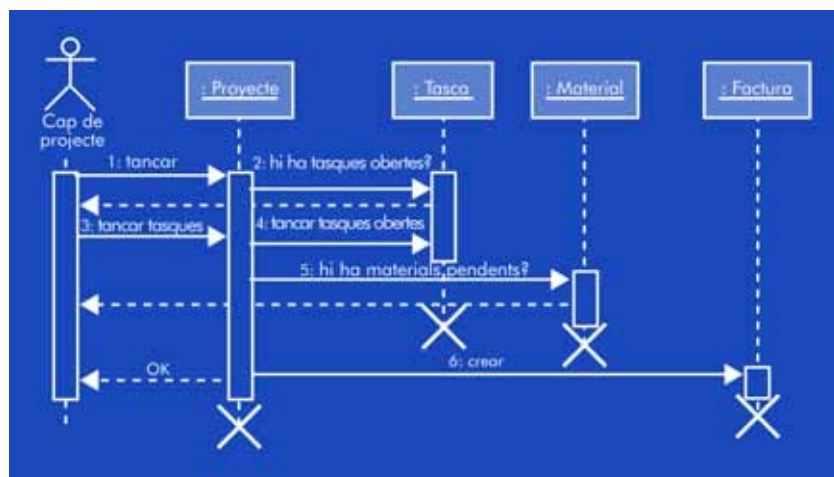 : Proyecte
: Tasca
: Material
: Factura
Cap de
projecte
1: tancar
2: hi ha tasques obertes?
3: tancar tasques
4: tancar tasques obertes
5: hi ha materials pendents?
OK
6: crear